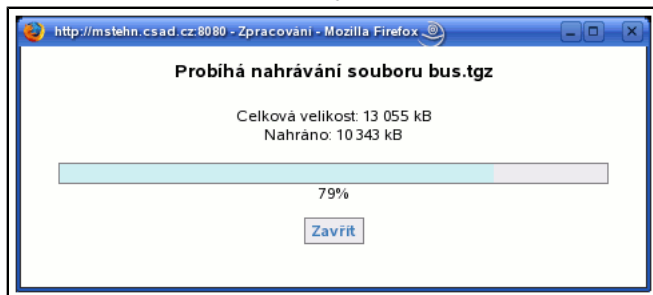 http://mstehn.csad.cz:8080 - Zpracování - Mozilla Firefox
Probíhá nahrávání souboru bus.tgz
Celková velikost: 13 055 kB
Nahráno: 10 343 kB
79%
Zavřít